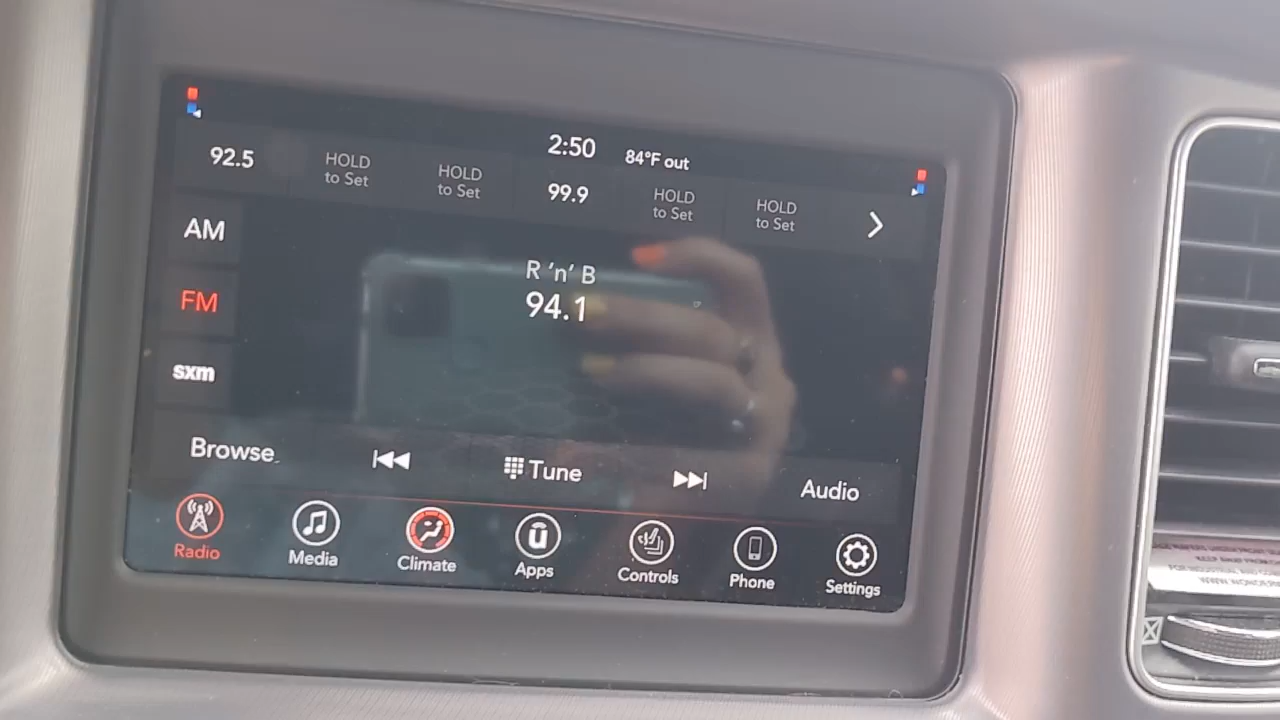 2:50 84°F out
92.5 HOLD to Set HOLD to Set 99.9 HOLD to Set HOLD to Set
AM
R 'n' B
FM 94.1
sxm
Browse Tune Audio
Radio Media Climate Apps Controls Phone Settings